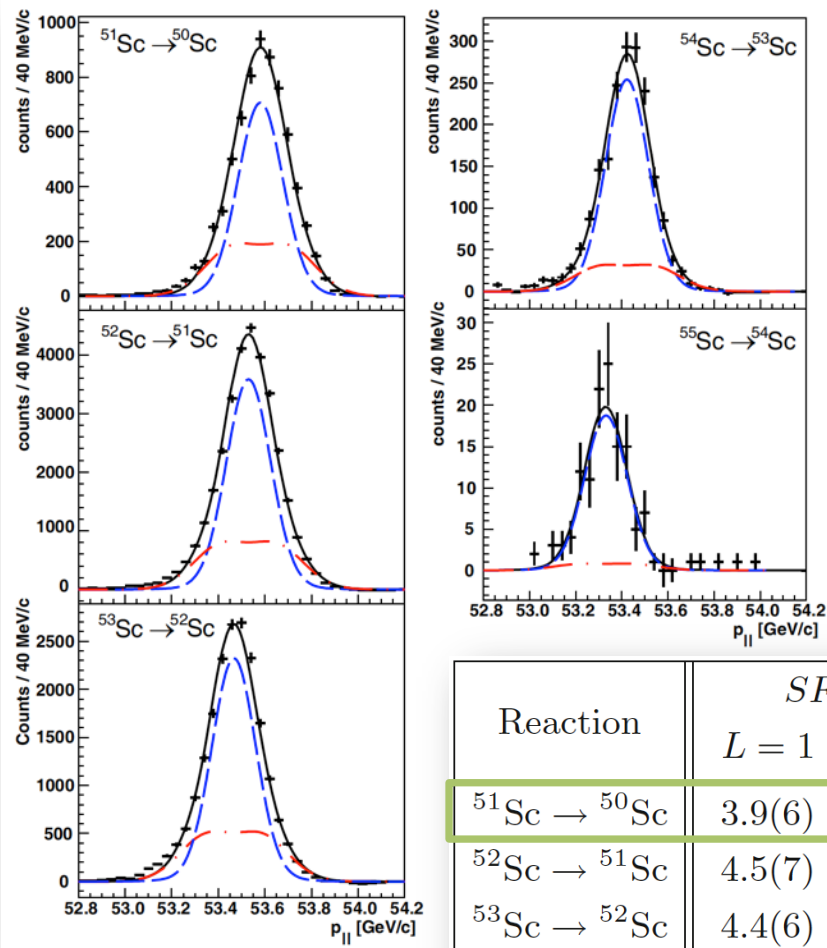 ⁵¹Sc →⁵⁰Sc
counts / 40 MeV/c
1000
800
600
400
200
0
⁵²Sc →⁵¹Sc
counts / 40 MeV/c
4000
3000
2000
1000
0
⁵³Sc →⁵²Sc
Counts / 40 MeV/c
2500
2000
1500
1000
500
0
52.8 53.0 53.2 53.4 53.6 53.8 54.0 54.2
p|| [GeV/c]
⁵⁴Sc →⁵³Sc
counts / 40 MeV/c
300
250
200
150
100
50
0
⁵⁵Sc →⁵⁴Sc
counts / 40 MeV/c
30
25
20
15
10
5
0
52.8 53.0 53.2 53.4 53.6 53.8 54.0 54.2
p|| [GeV/c]
Reaction SF
L = 1
⁵¹Sc → ⁵⁰Sc 3.9(6)
⁵²Sc → ⁵¹Sc 4.5(7)
⁵³Sc → ⁵²Sc 4.4(6)